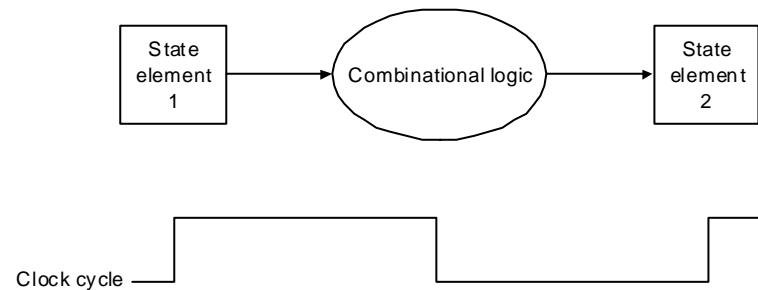 State
element
1
Combinational logic
State
element
2
Clock cycle